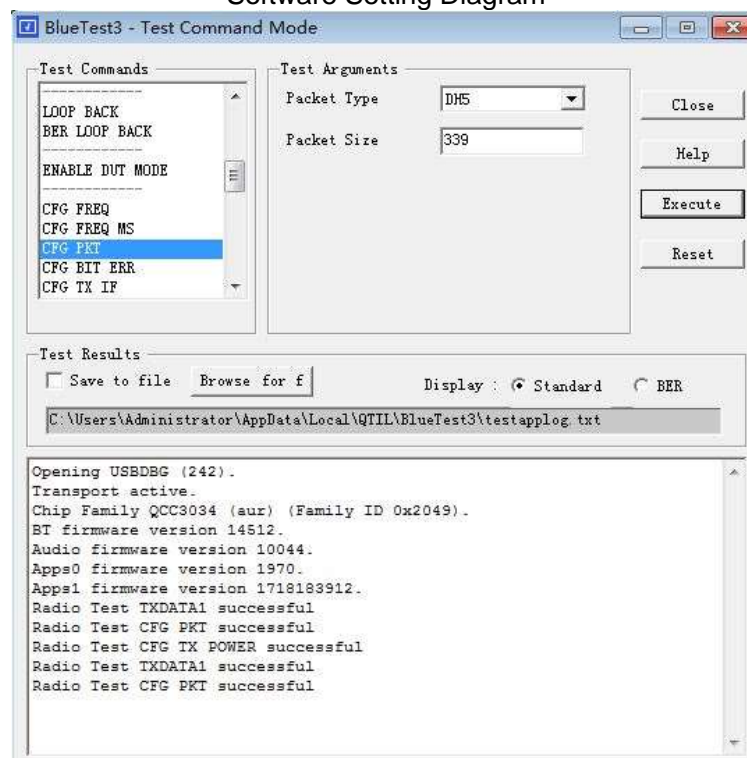 Software Setting Diagram
BlueTest3 - Test Command Mode
Test Commands
------------
LOOP BACK
BER LOOP BACK
------------
ENABLE DUT MODE
------------
CFG FREQ
CFG FREQ MS
CFG PKT
CFG BIT ERR
CFG TX IF
Test Arguments
Packet Type DH5
Packet Size 339
Close
Help
Execute
Reset
Test Results
Save to file Browse for f Display : Standard BER
C:\Users\Administrator\AppData\Local\QTIL\BlueTest3\testapplog.txt
Opening USBDBG (242).
Transport active.
Chip Family QCC3034 (aur) (Family ID 0x2049).
BT firmware version 14512.
Audio firmware version 10044.
Apps0 firmware version 1970.
Apps1 firmware version 1718183912.
Radio Test TXDATA1 successful
Radio Test CFG PKT successful
Radio Test CFG TX POWER successful
Radio Test TXDATA1 successful
Radio Test CFG PKT successful